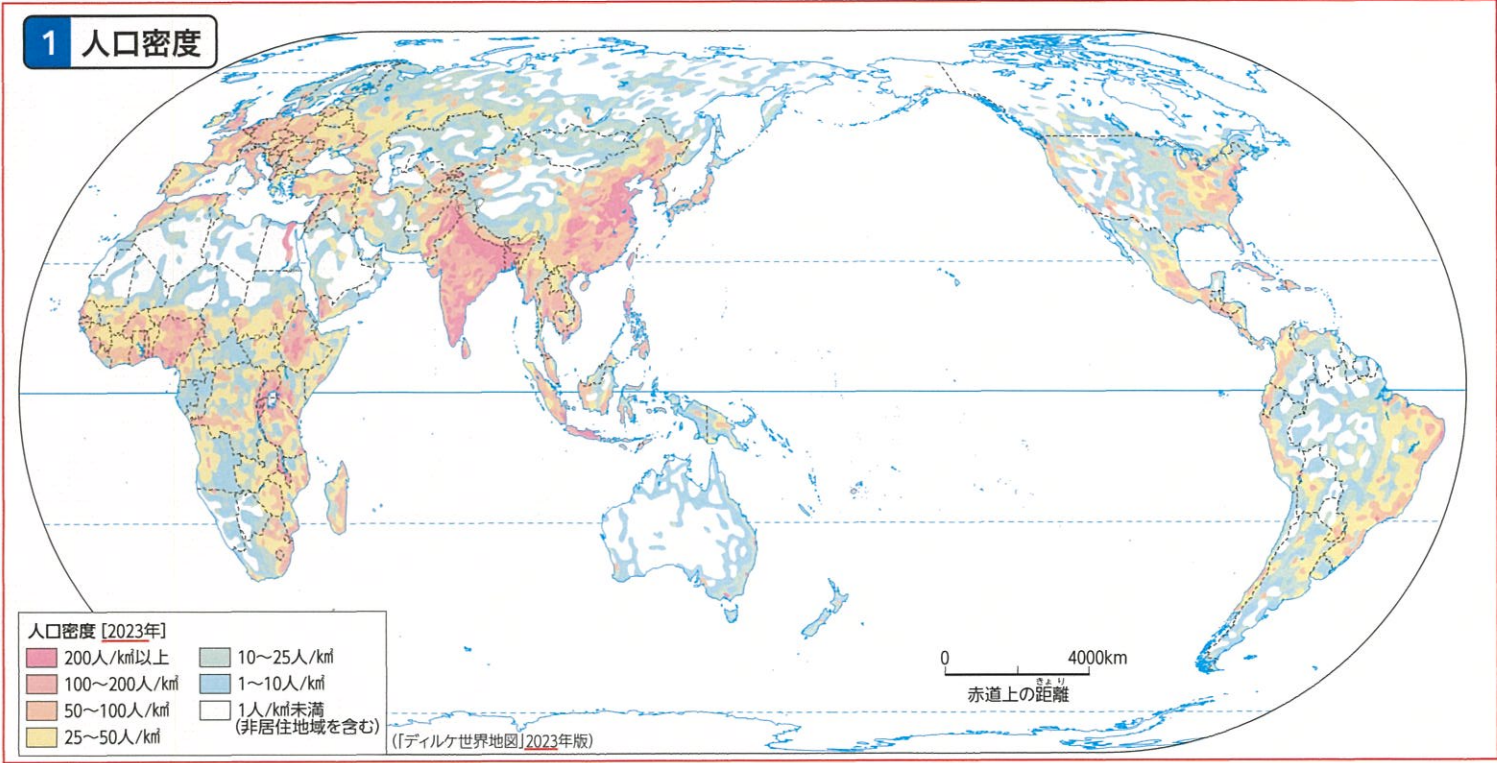 1 人口密度
人口密度 [2023年]
200人/㎢以上
100〜200人/㎢
50〜100人/㎢
25〜50人/㎢
10〜25人/㎢
1〜10人/㎢
1人/㎢未満
(非居住地域を含む)
(「ディルケ世界地図」2023年版)
0 4000km
きょり
赤道上の距離